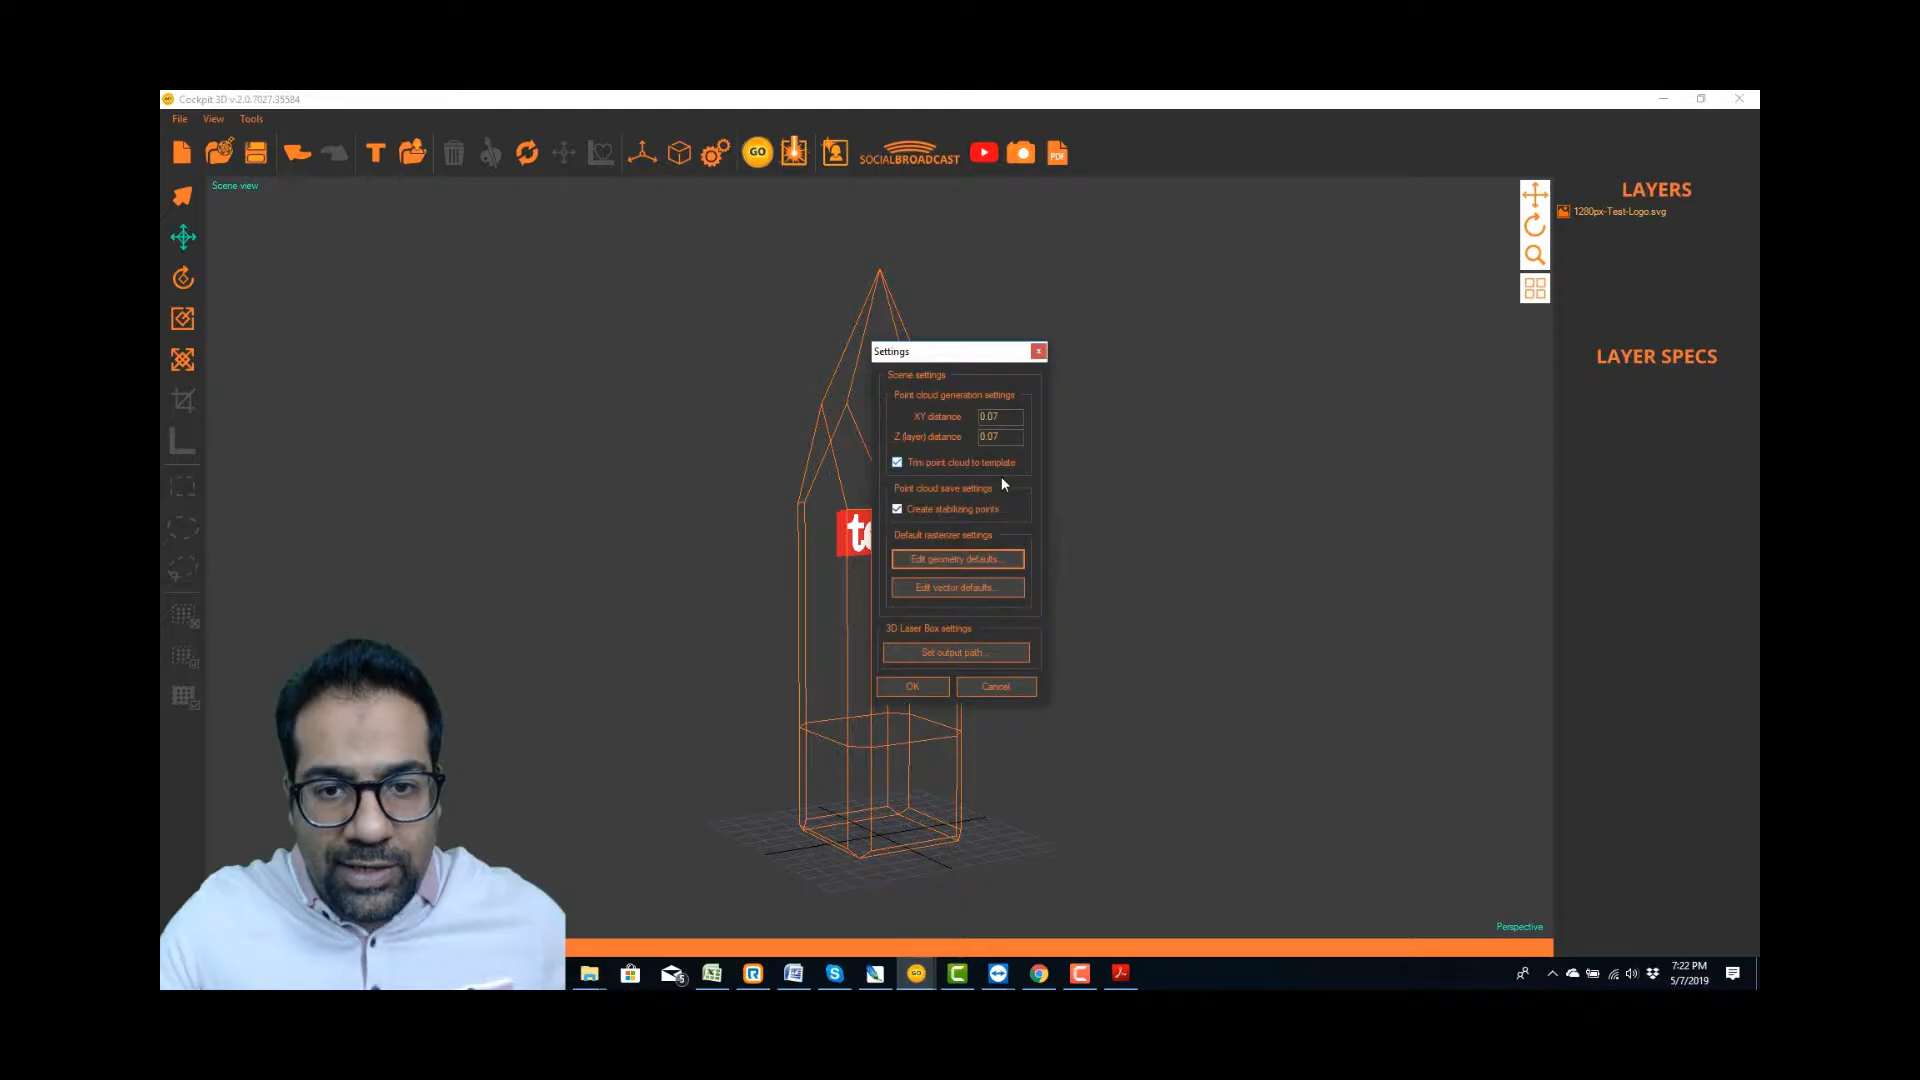 Cockpit 3D v.2.0.7027.35584
File View Tools
GO
SOCIALBROADCAST
PDF
Scene view
LAYERS
1280px-Test-Logo.svg
LAYER SPECS
Settings
x
Scene settings
Point cloud generation settings
XY distance 0.07
Z (layer) distance 0.07
Trim point cloud to template
Point cloud save settings
Create stabilizing points
Default rasterizer settings
Edit geometry defaults...
Edit vector defaults...
3D Laser Box settings
Set output path...
OK Cancel
Perspective
5
GO
7:22 PM
5/7/2019